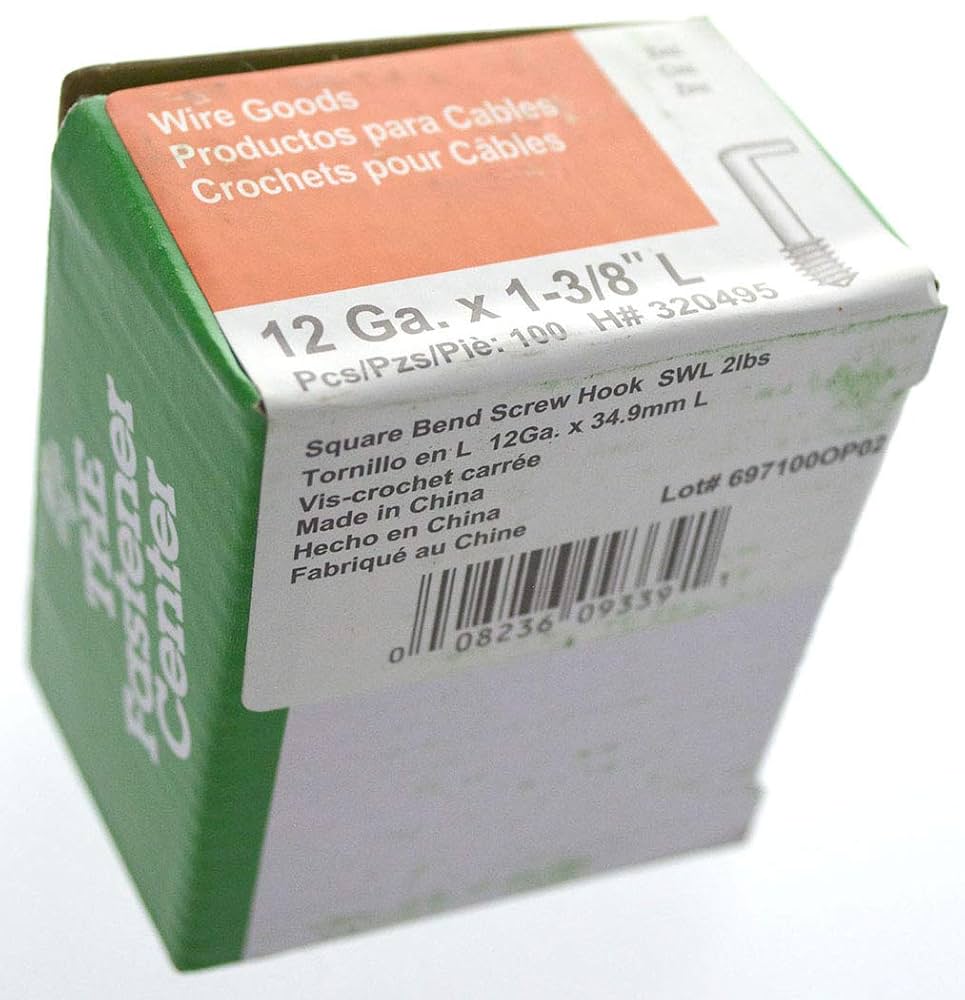 Wire Goods
Productos para Cables
Crochets pour Câbles
12 Ga. x 1-3/8" L
Pcs/Pzs/Piè: 100 H# 320495
Square Bend Screw Hook SWL 2lbs
Tornillo en L 12Ga. x 34.9mm L
Vis-crochet carrée
Made in China
Hecho en China
Fabriqué au Chine
Lot# 697100OP02
0 08236 09339 1
THE
Fastener
Center